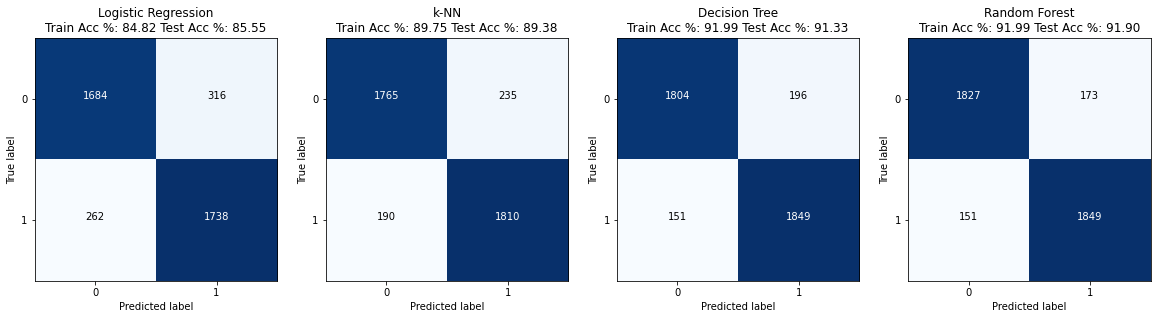 Logistic Regression
Train Acc %: 84.82 Test Acc %: 85.55
0
1684
316
True label
1
262
1738
0
1
Predicted label
k-NN
Train Acc %: 89.75 Test Acc %: 89.38
0
1765
235
True label
1
190
1810
0
1
Predicted label
Decision Tree
Train Acc %: 91.99 Test Acc %: 91.33
0
1804
196
True label
1
151
1849
0
1
Predicted label
Random Forest
Train Acc %: 91.99 Test Acc %: 91.90
0
1827
173
True label
1
151
1849
0
1
Predicted label